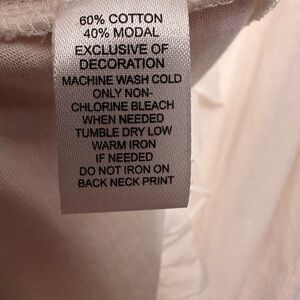 60% COTTON
40% MODAL
EXCLUSIVE OF
DECORATION
MACHINE WASH COLD
ONLY NON-
CHLORINE BLEACH
WHEN NEEDED
TUMBLE DRY LOW
WARM IRON
IF NEEDED
DO NOT IRON ON
BACK NECK PRINT